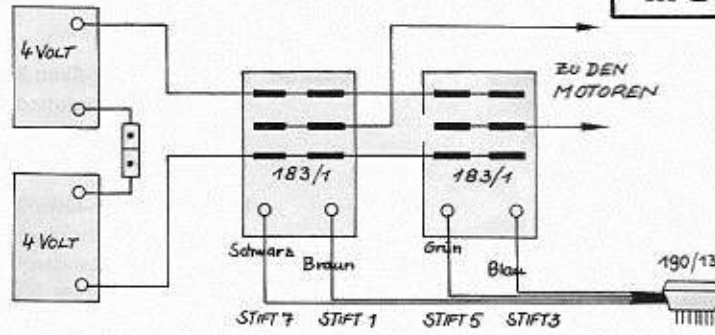 4 VOLT
ZU DEN
MOTOREN
183/1
183/1
4 VOLT
Schwarz
Braun
Grün
Blau
190/13
STIFT 7
STIFT 1
STIFT 5
STIFT 3